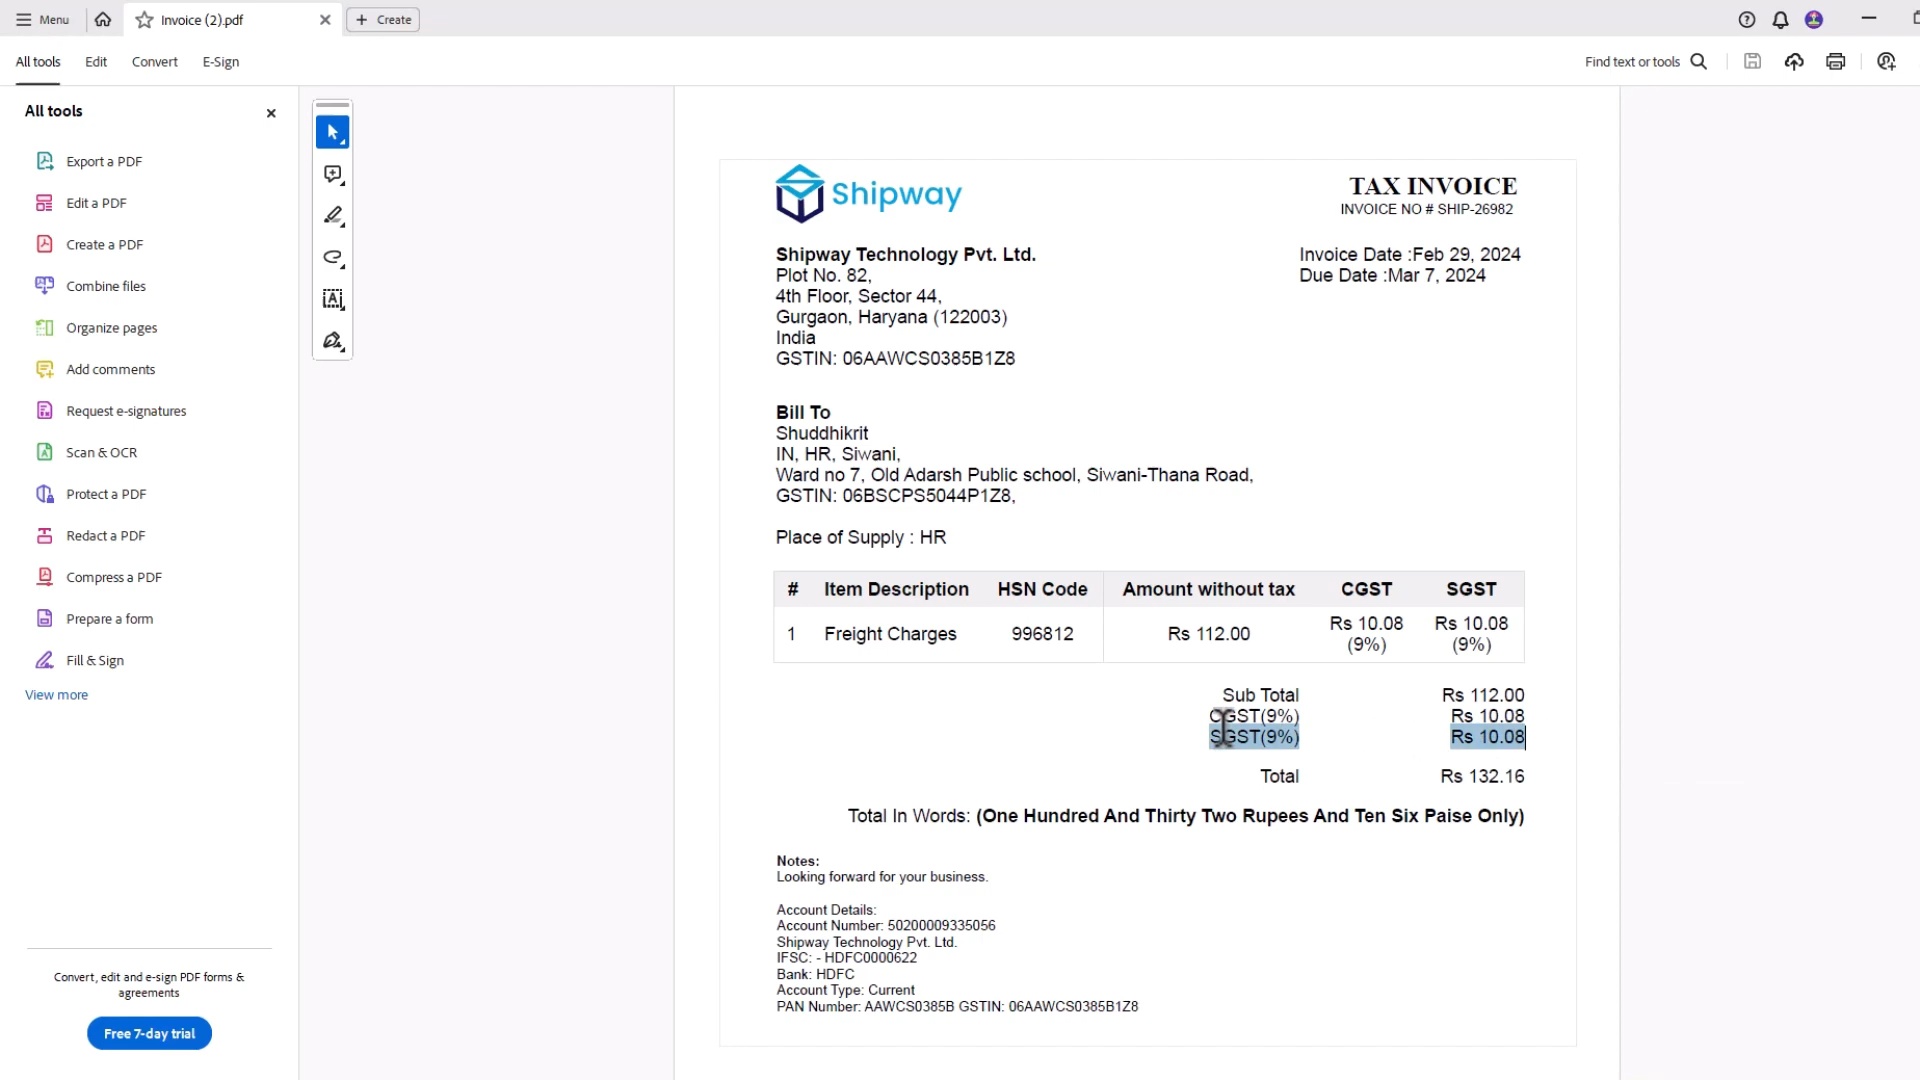 Menu
Invoice (2).pdf
Create
All tools
Edit
Convert
E-Sign
Find text or tools
All tools
Export a PDF
Edit a PDF
Create a PDF
Combine files
Organize pages
Add comments
Request e-signatures
Scan & OCR
Protect a PDF
Redact a PDF
Compress a PDF
Prepare a form
Fill & Sign
View more
Convert, edit and e-sign PDF forms &
agreements
Free 7-day trial
Shipway
TAX INVOICE
INVOICE NO # SHIP-26982
Shipway Technology Pvt. Ltd.
Plot No. 82,
4th Floor, Sector 44,
Gurgaon, Haryana (122003)
India
GSTIN: 06AAWCS0385B1Z8
Invoice Date :Feb 29, 2024
Due Date :Mar 7, 2024
Bill To
Shuddhikrit
IN, HR, Siwani,
Ward no 7, Old Adarsh Public school, Siwani-Thana Road,
GSTIN: 06BSCPS5044P1Z8,
Place of Supply : HR
# Item Description HSN Code Amount without tax CGST SGST
1 Freight Charges 996812 Rs 112.00 Rs 10.08 (9%) Rs 10.08 (9%)
Sub Total Rs 112.00
CGST(9%) Rs 10.08
SGST(9%) Rs 10.08
Total Rs 132.16
Total In Words: (One Hundred And Thirty Two Rupees And Ten Six Paise Only)
Notes:
Looking forward for your business.
Account Details:
Account Number: 50200009335056
Shipway Technology Pvt. Ltd.
IFSC: - HDFC0000622
Bank: HDFC
Account Type: Current
PAN Number: AAWCS0385B GSTIN: 06AAWCS0385B1Z8